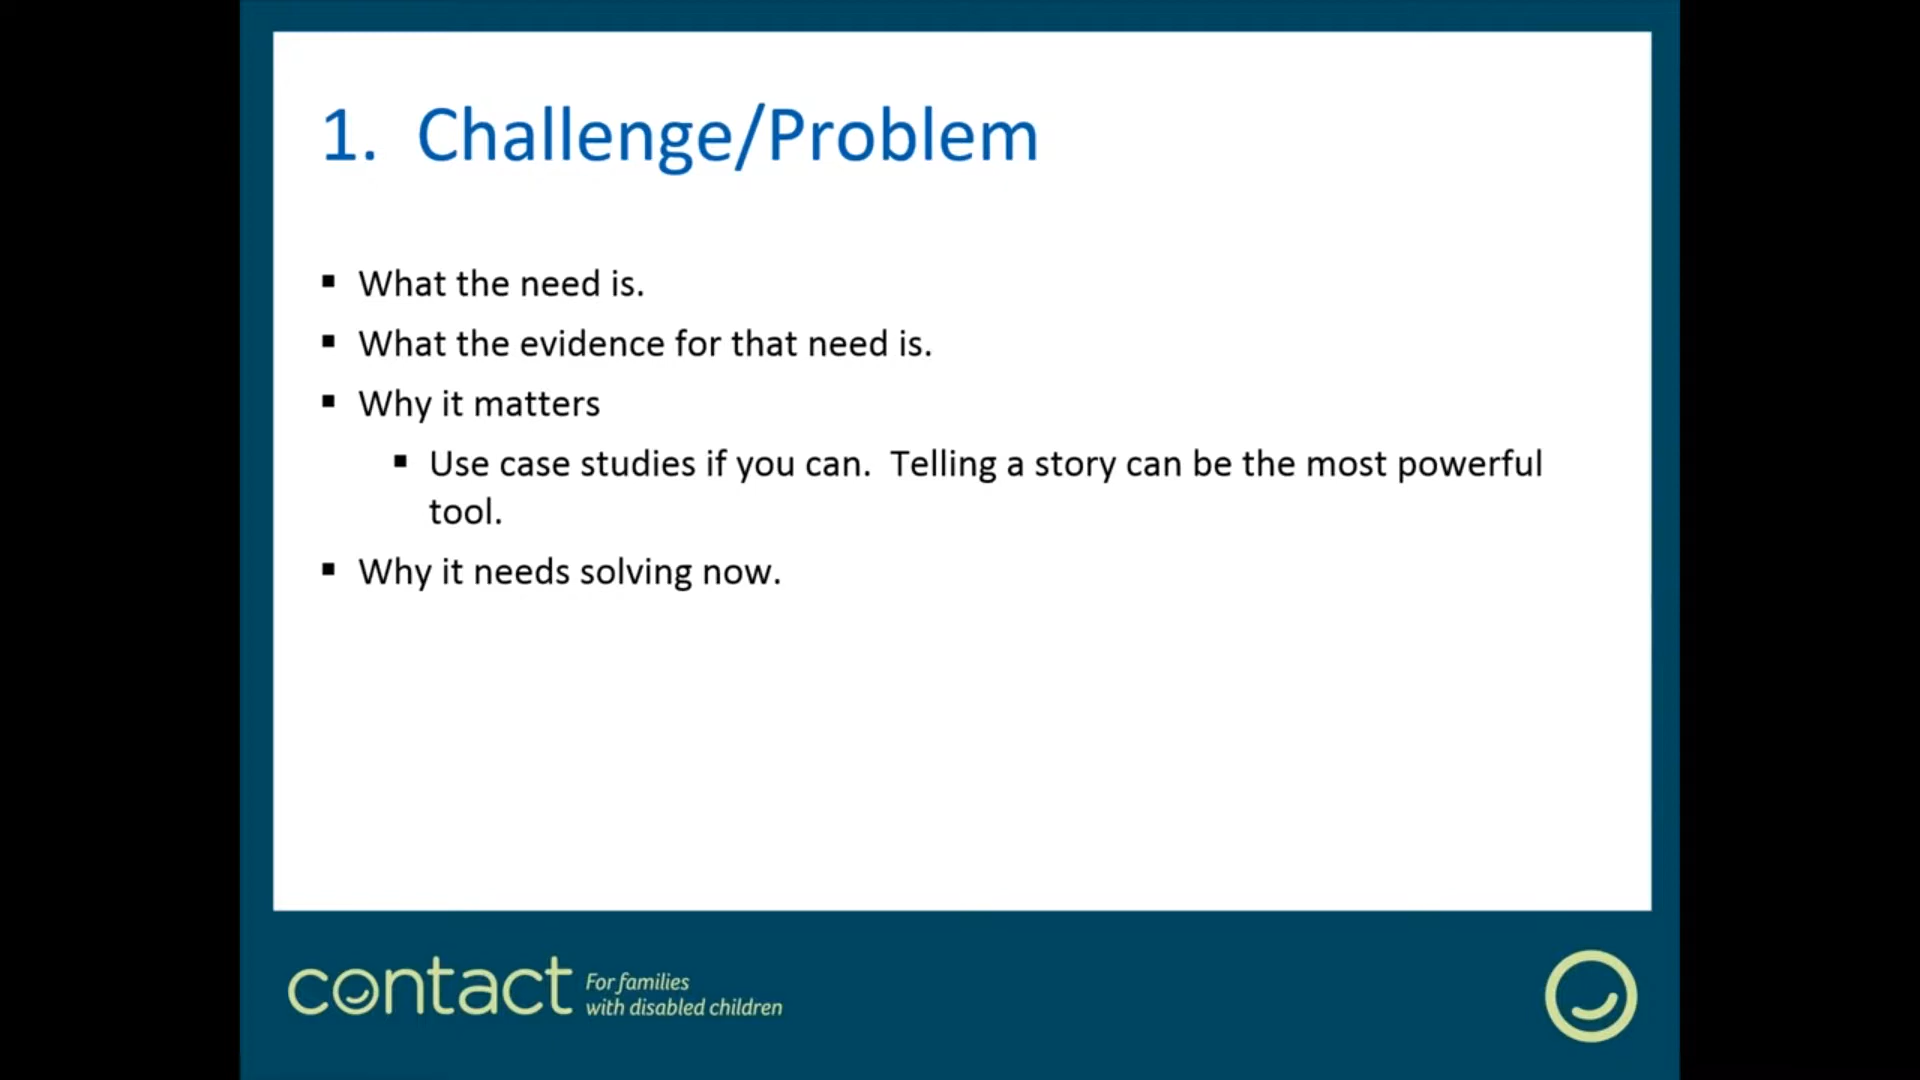 1. Challenge/Problem
▪ What the need is.
▪ What the evidence for that need is.
▪ Why it matters
▪ Use case studies if you can.  Telling a story can be the most powerful
tool.
▪ Why it needs solving now.
contact
For families
with disabled children